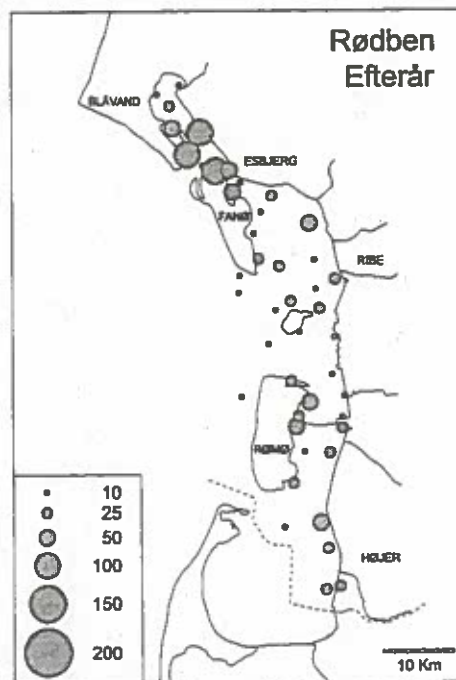 Rødben
Efterår
BLÅVAND
ESBJERG
FANØ
RIBE
RØMØ
HØJER
10
25
50
100
150
200
10 Km